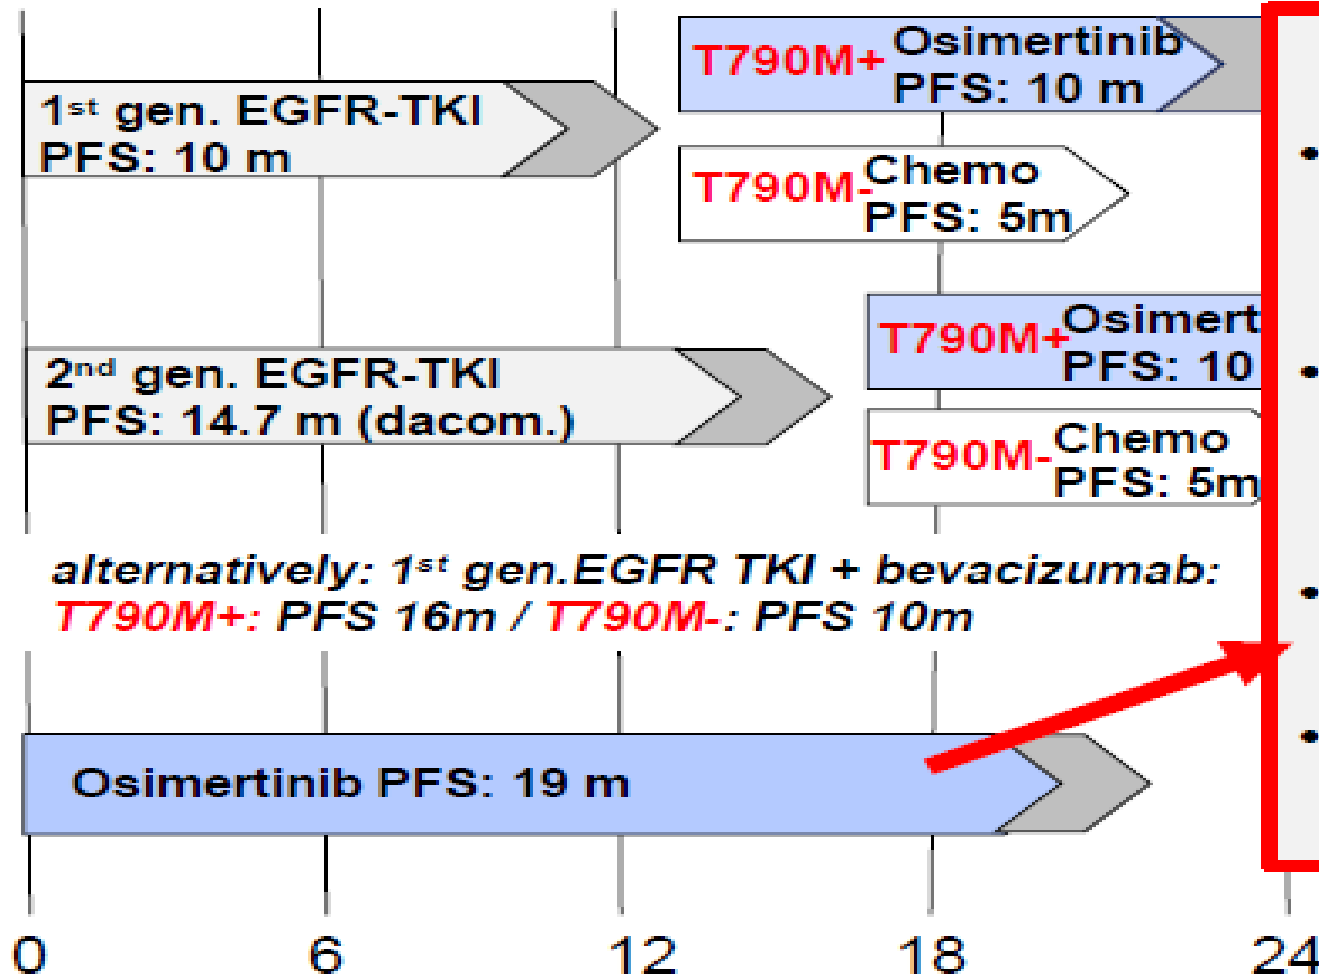 1st gen. EGFR-TKI
PFS: 10 m
T790M+ Osimertinib
PFS: 10 m
T790M- Chemo
PFS: 5m
2nd gen. EGFR-TKI
PFS: 14.7 m (dacom.)
T790M+ Osimert
PFS: 10
T790M- Chemo
PFS: 5m
alternatively: 1st gen.EGFR TKI + bevacizumab:
T790M+: PFS 16m / T790M-: PFS 10m
Osimertinib PFS: 19 m
0 6 12 18 24